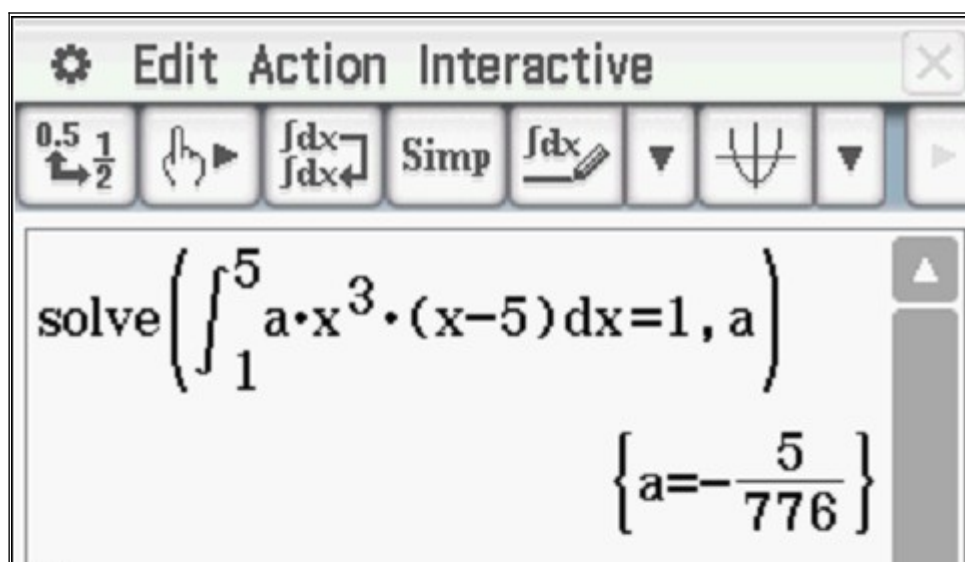 Edit Action Interactive
0.5 1/2 ∫dx ∫dx Simp ∫dx
solve(∫₁⁵ a·x³·(x−5)dx=1, a)
{a=−5/776}